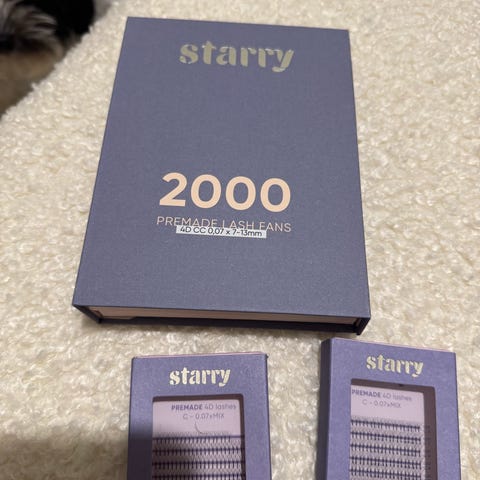 starry
2000
PREMADE LASH FANS
4D CC 0,07 x 7-13mm
starry
PREMADE 4D lashes
C - 0.07xMIX
starry
PREMADE 4D lashes
C - 0.07xMIX